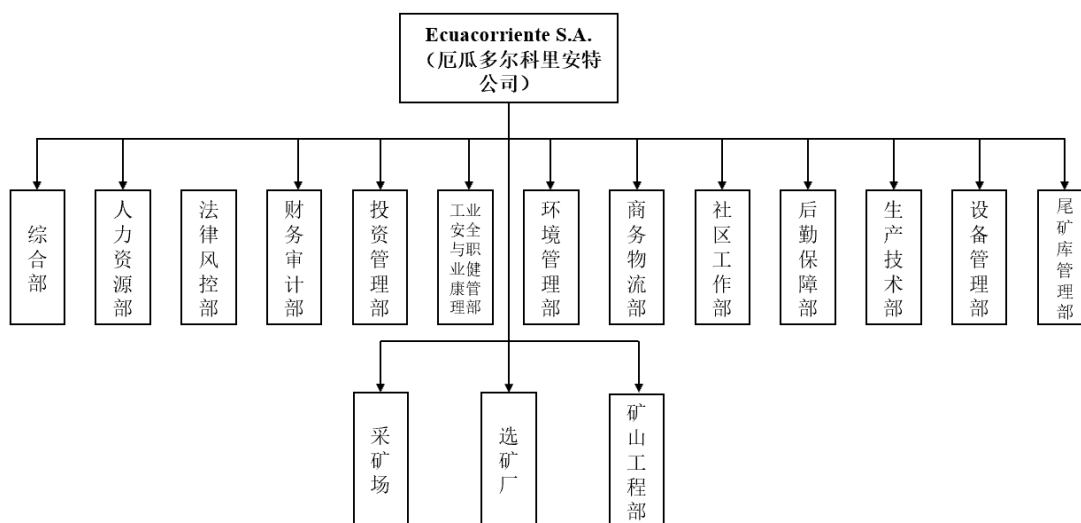 Ecuacorriente S.A.
（厄瓜多尔科里安特
公司）
综合部
人力资源部
法律风控部
财务审计部
投资管理部
工业安全与职业健康管理部
环境管理部
商务物流部
社区工作部
后勤保障部
生产技术部
设备管理部
尾矿库管理部
采矿场
选矿厂
矿山工程部